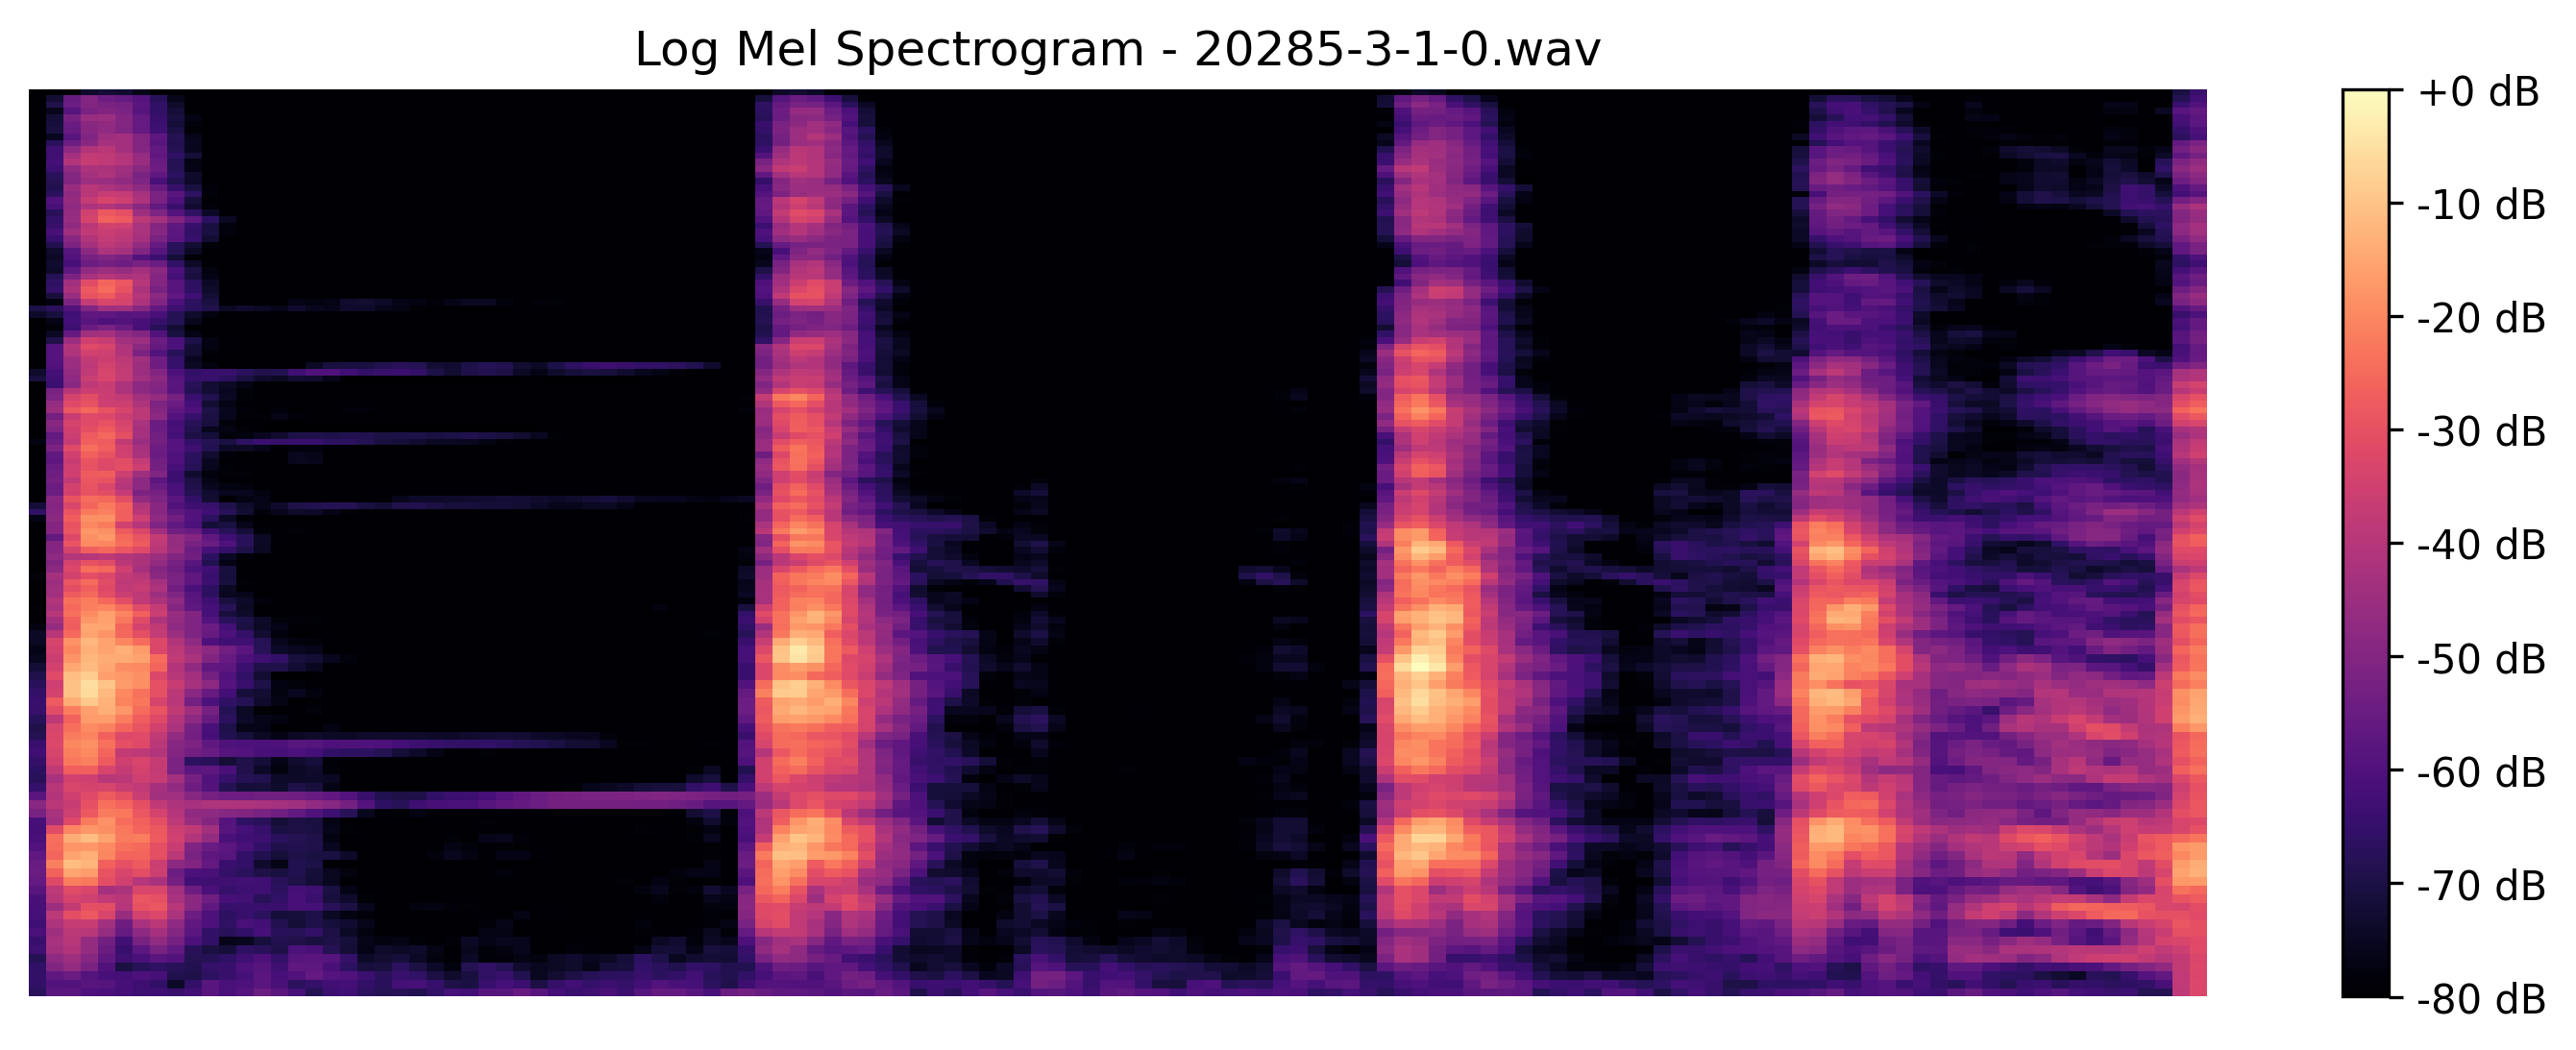 Log Mel Spectrogram - 20285-3-1-0.wav
+0 dB
-10 dB
-20 dB
-30 dB
-40 dB
-50 dB
-60 dB
-70 dB
-80 dB